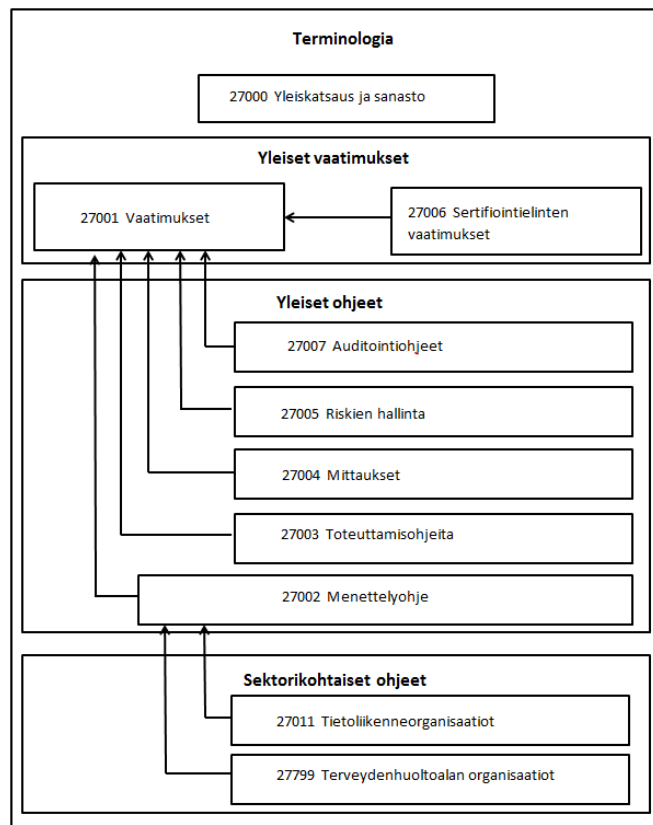 Terminologia
27000 Yleiskatsaus ja sanasto
Yleiset vaatimukset
27001 Vaatimukset
27006 Sertifiointielinten
vaatimukset
Yleiset ohjeet
27007 Auditointiohjeet
27005 Riskien hallinta
27004 Mittaukset
27003 Toteuttamisohjeita
27002 Menettelyohje
Sektorikohtaiset ohjeet
27011 Tietoliikenneorganisaatiot
27799 Terveydenhuoltoalan organisaatiot